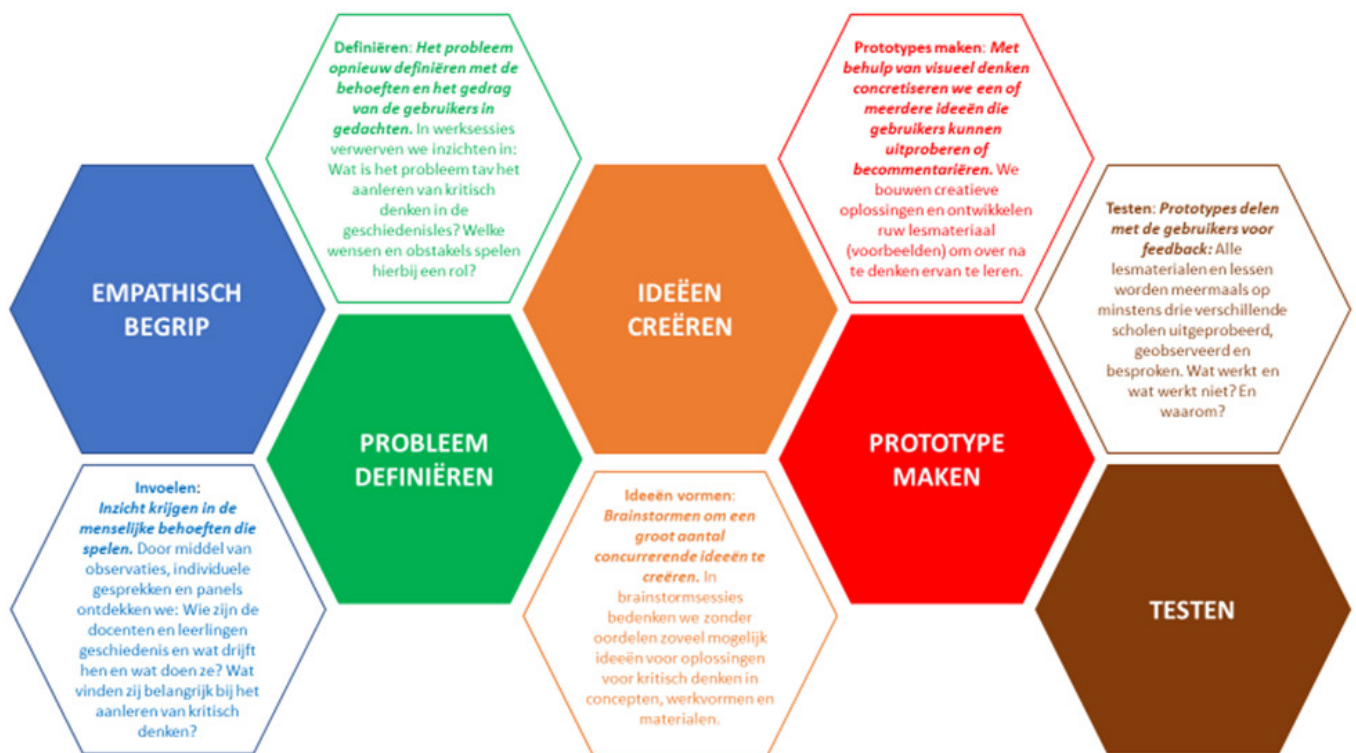 EMPATHISCH
BEGRIP
Invoelen:
Inzicht krijgen in de
menselijke behoeften die
spelen. Door middel van
observaties, individuele
gesprekken en panels
ontdekken we: Wie zijn de
docenten en leerlingen
geschiedenis en wat drijft
hen en wat doen ze? Wat
vinden zij belangrijk bij het
aanleren van kritisch
denken?
Definiëren: Het probleem
opnieuw definiëren met de
behoeften en het gedrag
van de gebruikers in
gedachten. In werksessies
verwerven we inzichten in:
Wat is het probleem tav het
aanleren van kritisch
denken in de
geschiedenisles? Welke
wensen en obstakels spelen
hierbij een rol?
PROBLEEM
DEFINIËREN
IDEËEN
CREËREN
Ideeën vormen:
Brainstormen om een
groot aantal
concurrerende ideeën te
creëren. In
brainstormsessies
bedenken we zonder
oordelen zoveel mogelijk
ideeën voor oplossingen
voor kritisch denken in
concepten, werkvormen en
materialen.
Prototypes maken: Met
behulp van visueel denken
concretiseren we een of
meerdere ideeën die
gebruikers kunnen
uitproberen of
becommentariëren. We
bouwen creatieve
oplossingen en ontwikkelen
ruw lesmateriaal
(voorbeelden) om over na
te denken ervan te leren.
PROTOTYPE
MAKEN
Testen: Prototypes delen
met de gebruikers voor
feedback: Alle
lesmaterialen en lessen
worden meermaals op
minstens drie verschillende
scholen uitgeprobeerd,
geobserveerd en
besproken. Wat werkt en
wat werkt niet? En
waarom?
TESTEN